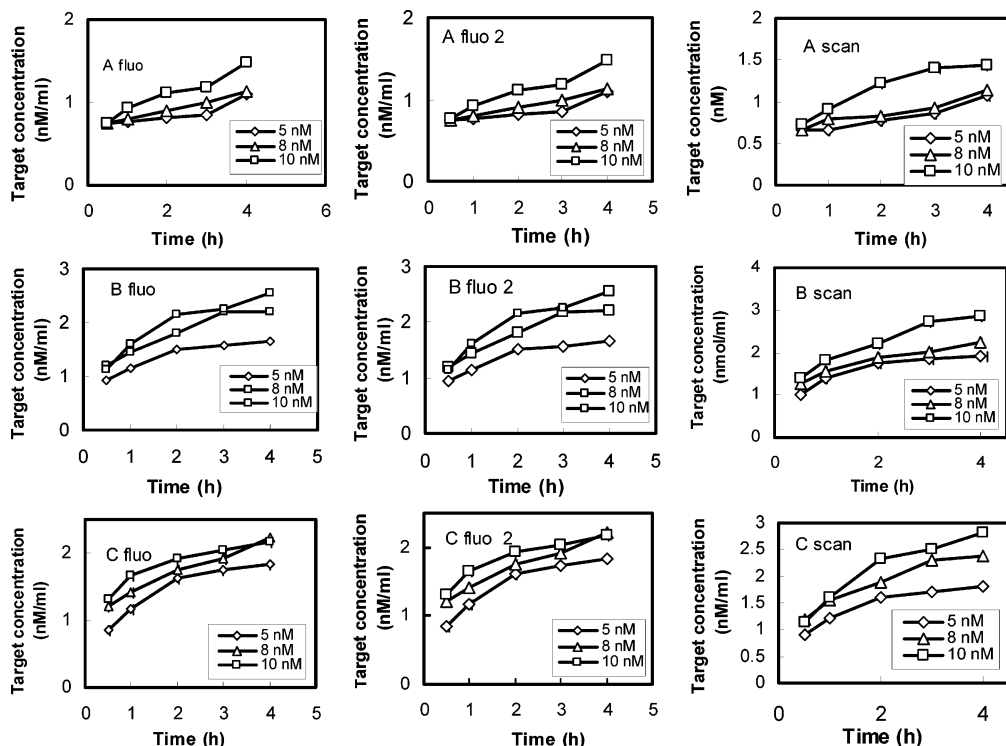 Target concentration
(nM/ml)
2
1
0
A fluo
5 nM
8 nM
10 nM
0 2 4 6
Time (h)
Target concentration
(nM/ml)
2
1
0
A fluo 2
5 nM
8 nM
10 nM
0 1 2 3 4 5
Time (h)
Target concentration
(nM)
2
1.5
1
0.5
0
A scan
5 nM
8 nM
10 nM
0 1 2 3 4
Time (h)
Target concentration
(nM/ml)
3
2
1
0
B fluo
5 nM
8 nM
10 nM
0 1 2 3 4 5
Time (h)
Target concentration
(nM/ml)
3
2
1
0
B fluo 2
5 nM
8 nM
10 nM
0 1 2 3 4 5
Time (h)
Target concentration
(nmol/ml)
4
3
2
1
0
B scan
5 nM
8 nM
10 nM
0 2 4
Time (h)
Target concentration
(nM/ml)
2
1
0
C fluo
5 nM
8 nM
10 nM
0 1 2 3 4 5
Time (h)
Target concentration
(nM/ml)
2
1
0
C fluo 2
5 nM
8 nM
10 nM
0 1 2 3 4 5
Time (h)
Target concentration
(nM/ml)
3
2.5
2
1.5
1
0.5
0
C scan
5 nM
8 nM
10 nM
0 2 4
Time (h)